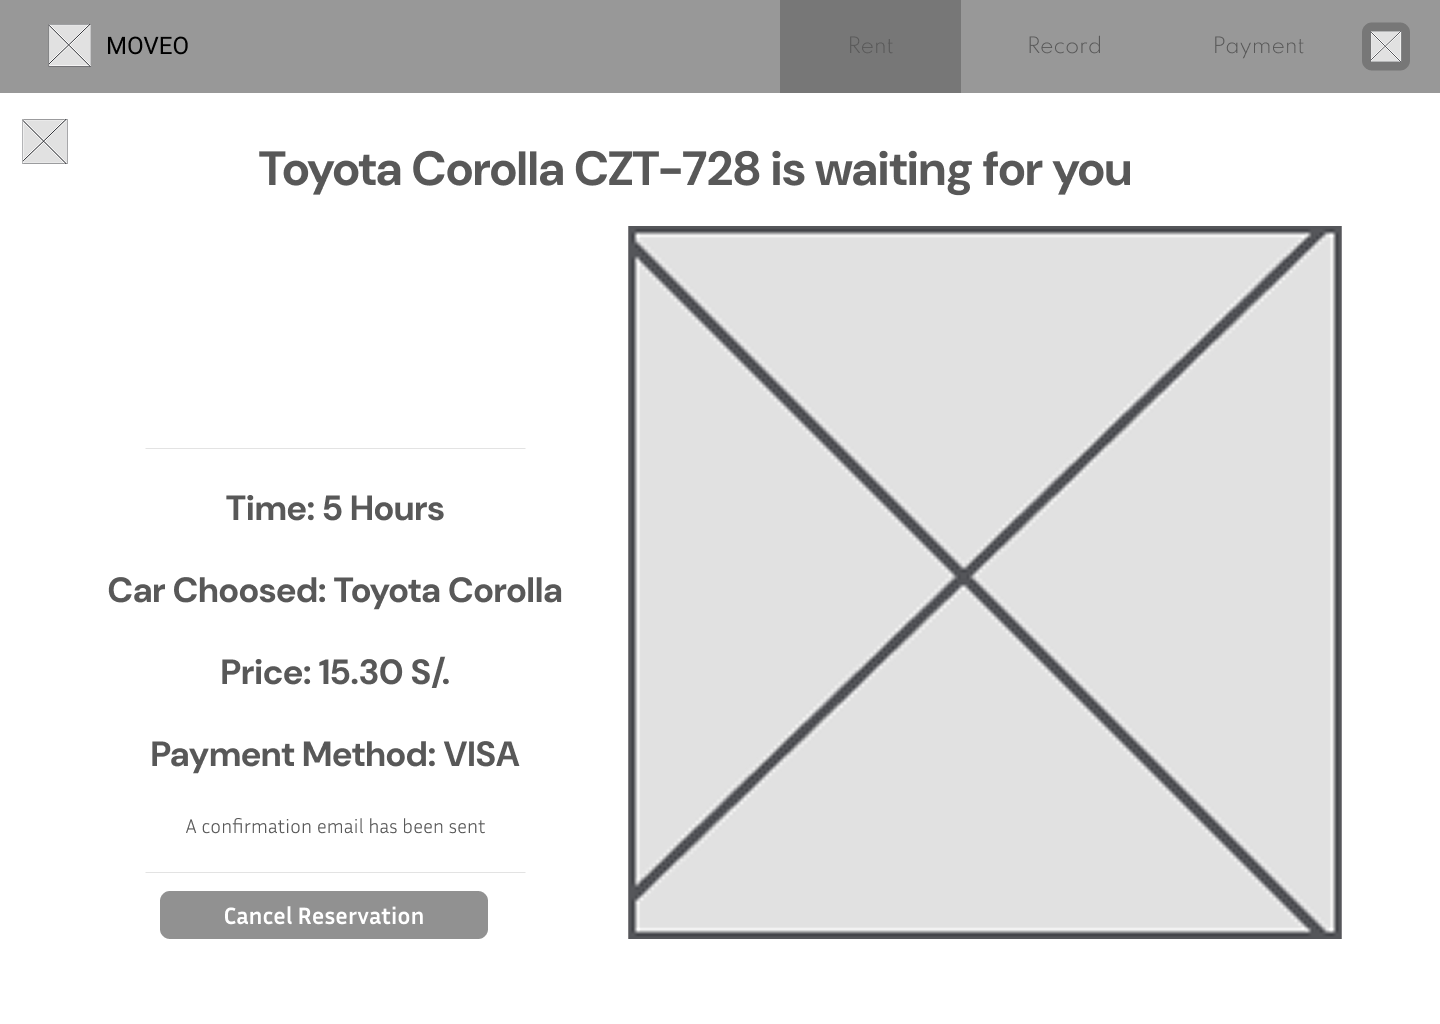 MOVEO
Rent
Record
Payment
Toyota Corolla CZT-728 is waiting for you
Time: 5 Hours
Car Choosed: Toyota Corolla
Price: 15.30 S/.
Payment Method: VISA
A confirmation email has been sent
Cancel Reservation